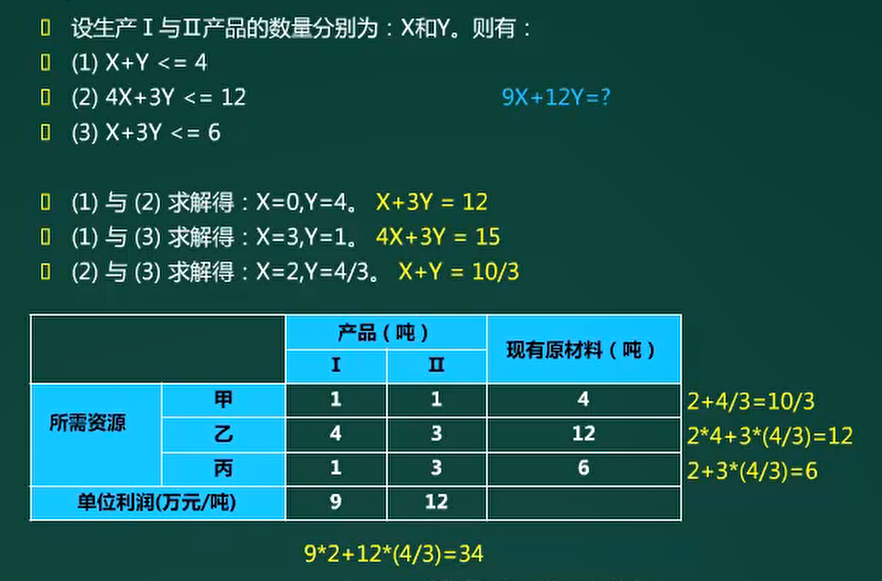 设生产Ⅰ与Ⅱ产品的数量分别为：X和Y。则有：
(1) X+Y <= 4
(2) 4X+3Y <= 12
9X+12Y=?
(3) X+3Y <= 6
(1) 与 (2) 求解得：X=0,Y=4。 X+3Y = 12
(1) 与 (3) 求解得：X=3,Y=1。 4X+3Y = 15
(2) 与 (3) 求解得：X=2,Y=4/3。 X+Y = 10/3
产品（吨） 现有原材料（吨）
Ⅰ Ⅱ
所需资源
甲 1 1 4 2+4/3=10/3
乙 4 3 12 2*4+3*(4/3)=12
丙 1 3 6 2+3*(4/3)=6
单位利润(万元/吨) 9 12
9*2+12*(4/3)=34